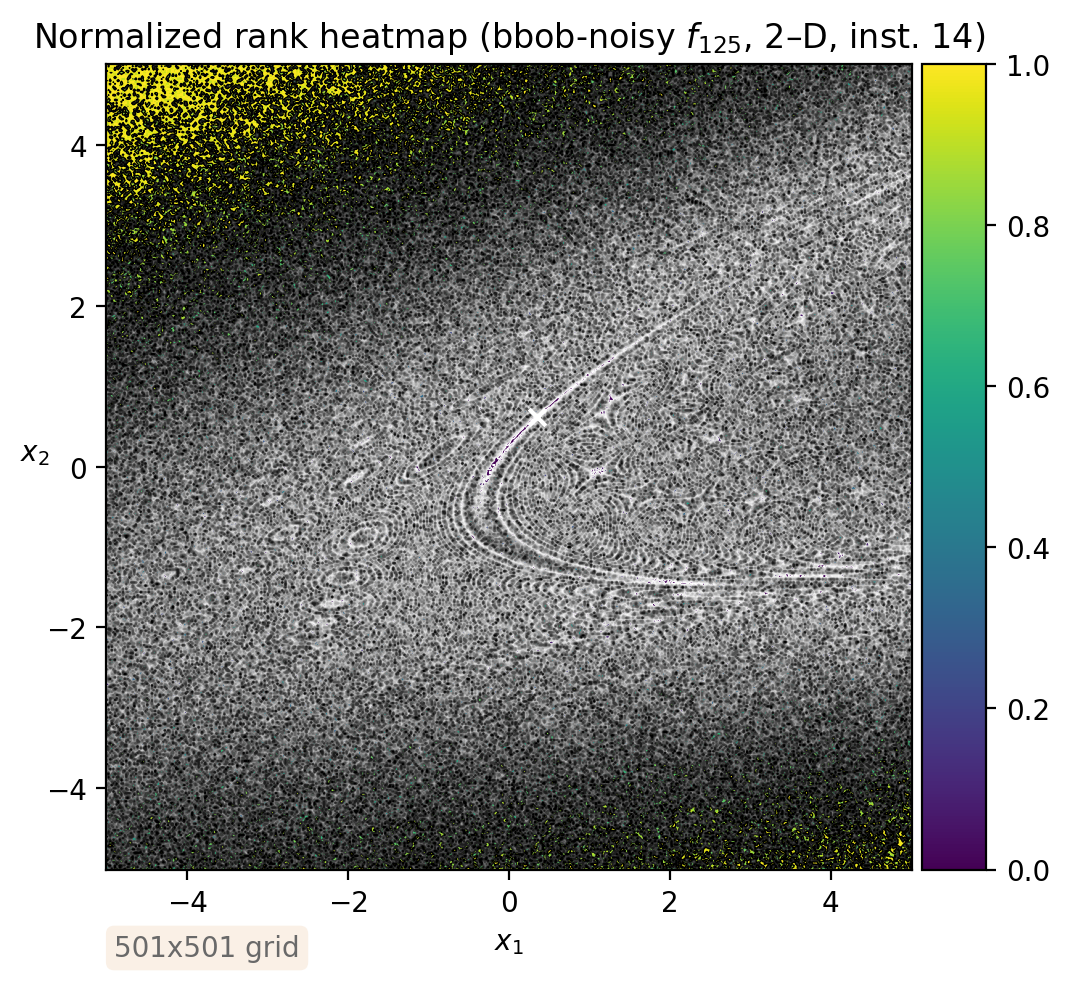 Normalized rank heatmap (bbob-noisy f₁₂₅, 2–D, inst. 14)
1.0
0.8
0.6
0.4
0.2
0.0
4
2
0
−2
−4
x₂
−4 −2 0 2 4
x₁
501x501 grid